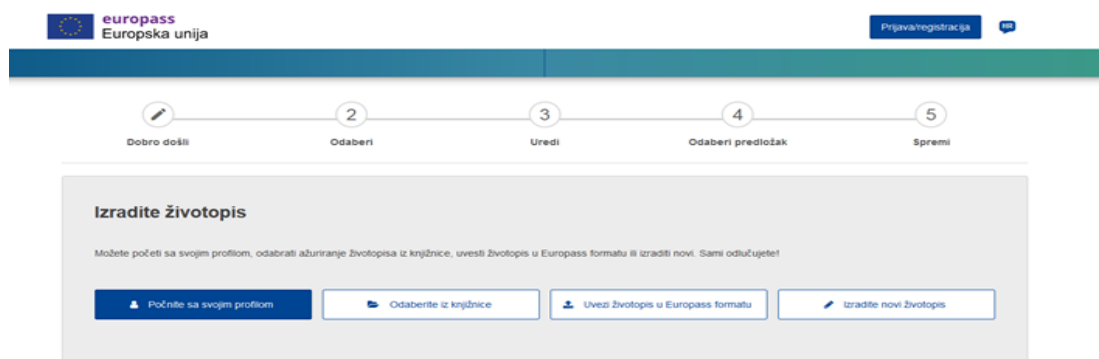 europass
Europska unija
Prijava/registracija
HR
2
3
4
5
Dobro došli
Odaberi
Uredi
Odaberi predložak
Spremi
Izradite životopis
Možete početi sa svojim profilom, odabrati ažuriranje životopisa iz knjižnice, uvesti životopis u Europass formatu ili izraditi novi. Sami odlučujete!
Počnite sa svojim profilom
Odaberite iz knjižnice
Uvezi životopis u Europass formatu
Izradite novi životopis